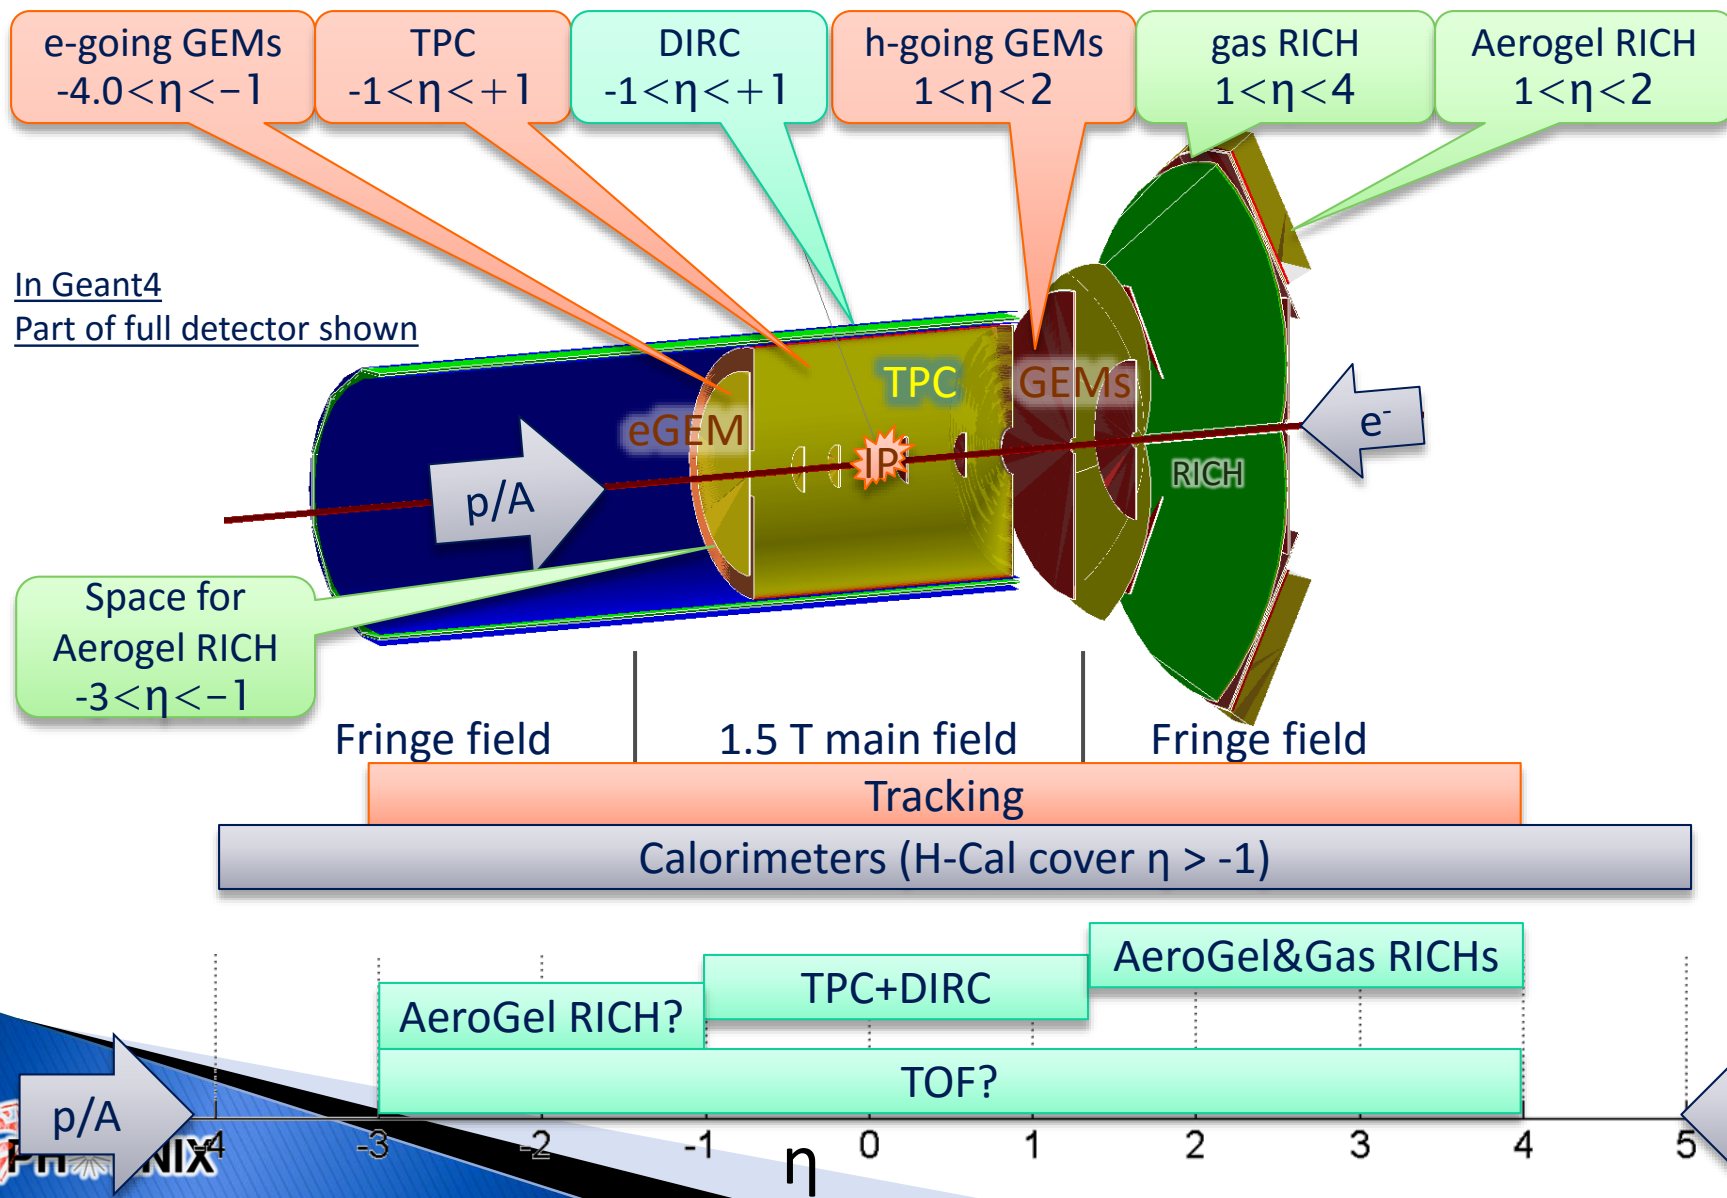 e-going GEMs
-4.0<η<−1
TPC
-1<η<+1
DIRC
-1<η<+1
h-going GEMs
1<η<2
gas RICH
1<η<4
Aerogel RICH
1<η<2
In Geant4
Part of full detector shown
TPC
GEMs
eGEM
IP
e-
p/A
RICH
Space for
Aerogel RICH
-3<η<−1
Fringe field
1.5 T main field
Fringe field
Tracking
Calorimeters (H-Cal cover η > -1)
AeroGel&Gas RICHs
TPC+DIRC
AeroGel RICH?
TOF?
p/A
-4 -3 -2 -1 0 1 2 3 4 5
η